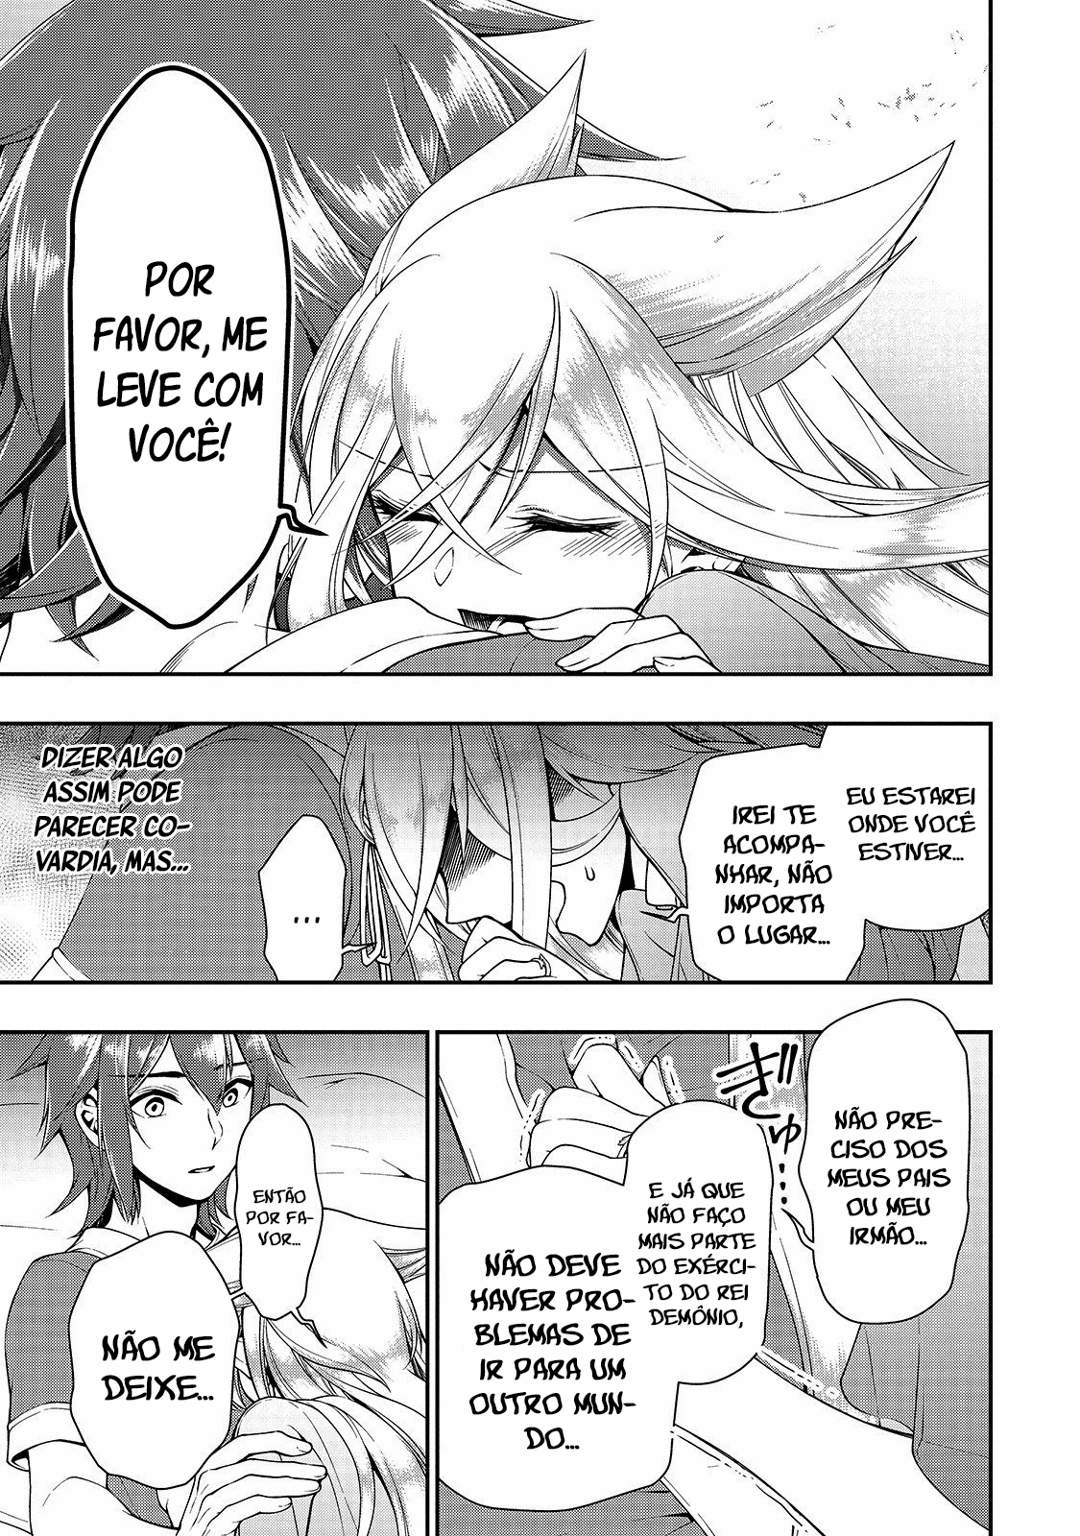 POR
FAVOR, ME
LEVE COM
VOCÊ!
EU ESTAREI
ONDE VOCÊ
ESTIVER...
IREI TE
ACOMPA-
NHAR, NÃO
IMPORTA
O LUGAR...
...
DIZER ALGO
ASSIM PODE
PARECER CO-
VARDIA, MAS...
NÃO PRE-
CISO DOS
MEUS PAIS
OU MEU
IRMÃO...
ぎゅ
E JÁ QUE
NÃO FAÇO
MAIS PARTE
DO EXÉRCI-
TO DO REI
DEMÔNIO,
NÃO DEVE
HAVER PRO-
BLEMAS DE
IR PARA UM
OUTRO MUN-
DO...
ENTÃO
POR FA-
VOR...
NÃO ME
DEIXE...